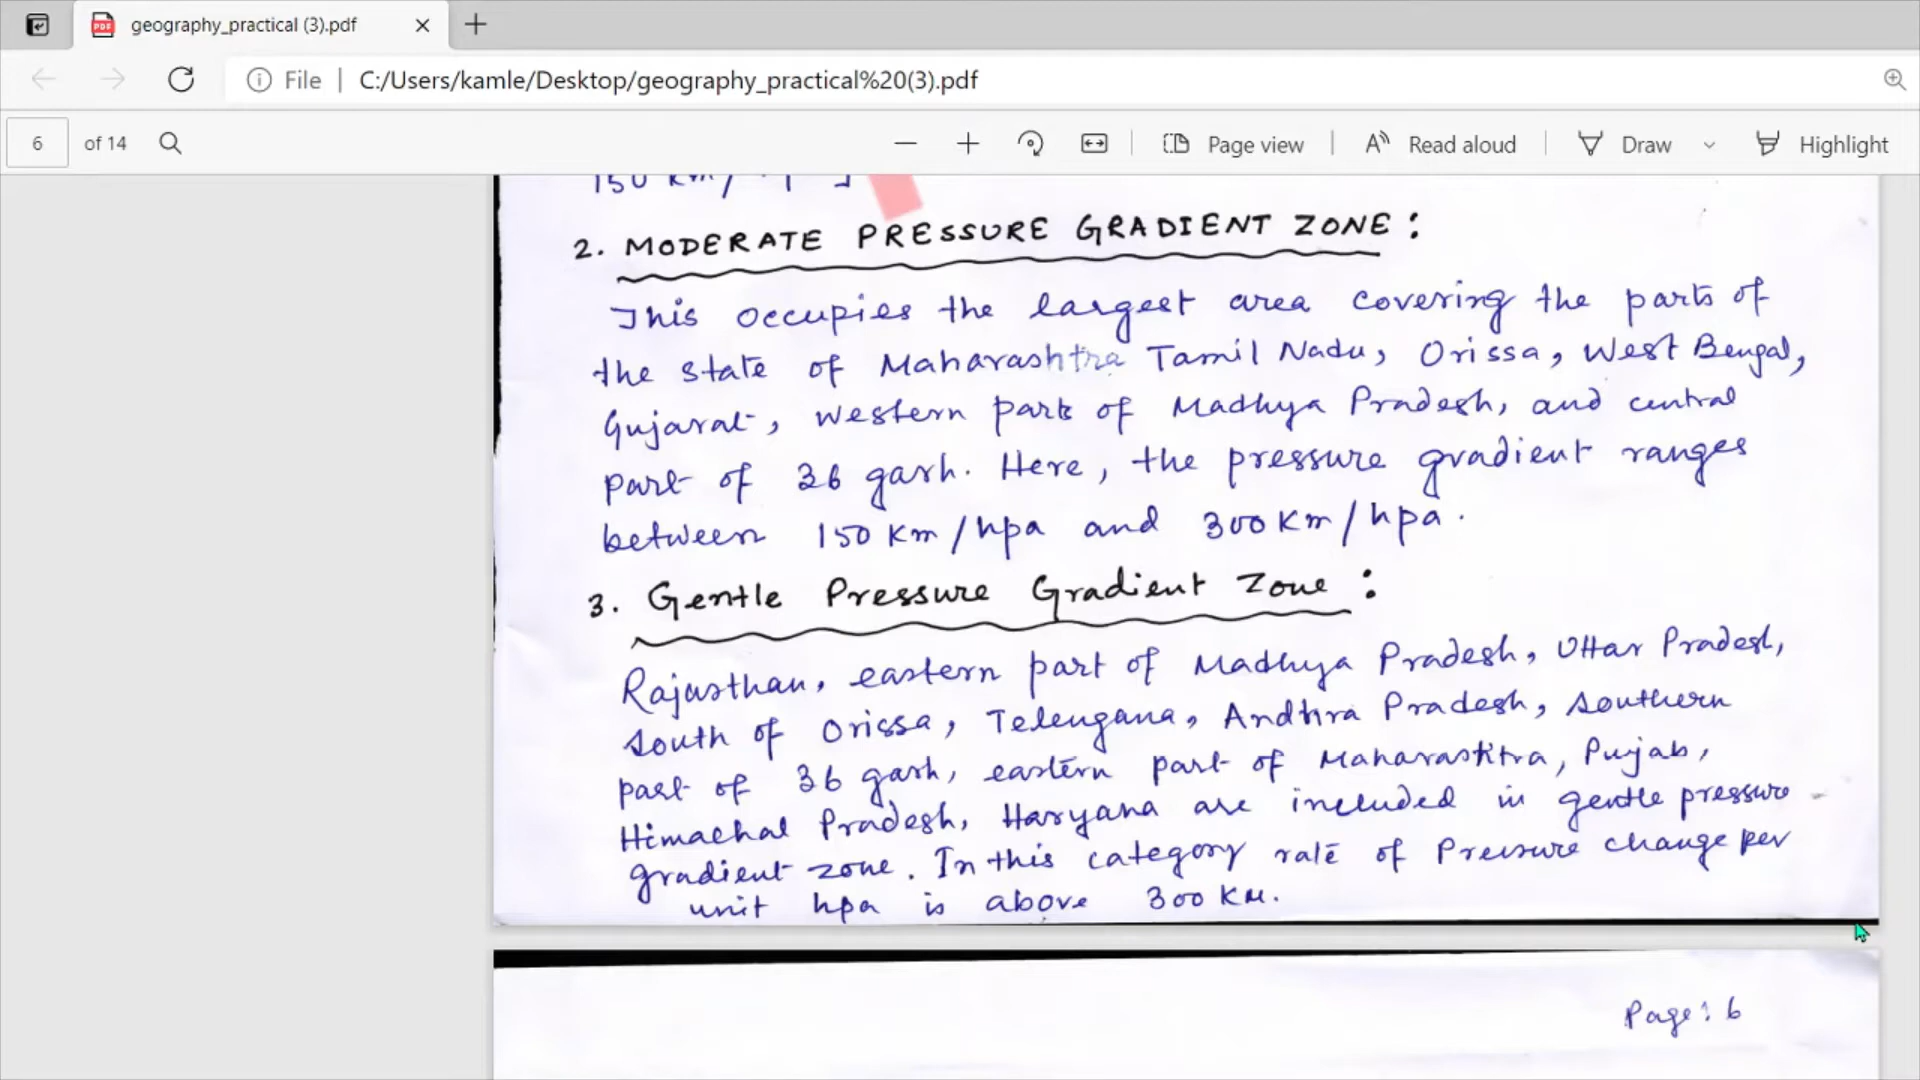 geography_practical (3).pdf
File | C:/Users/kamle/Desktop/geography_practical%20(3).pdf
6 of 14 Page view | Read aloud | Draw Highlight
150 km/
2. MODERATE PRESSURE GRADIENT ZONE :
This occupies the largest area covering the parts of
the state of Maharashtra Tamil Nadu, Orissa, West Bengal,
Gujarat, western part of Madhya Pradesh, and central
part of 36 garh. Here, the pressure gradient ranges
between 150 Km/hpa and 300 Km/hpa.
3. Gentle Pressure Gradient Zone :
Rajasthan, eastern part of Madhya Pradesh, Uttar Pradesh,
south of Orissa, Telengana, Andhra Pradesh, southern
part of 36 garh, eastern part of Maharashtra, Punjab,
Himachal Pradesh, Haryana are included in gentle pressure
gradient zone. In this category rate of Pressure change per
unit hpa is above 300 KM.
Page: 6